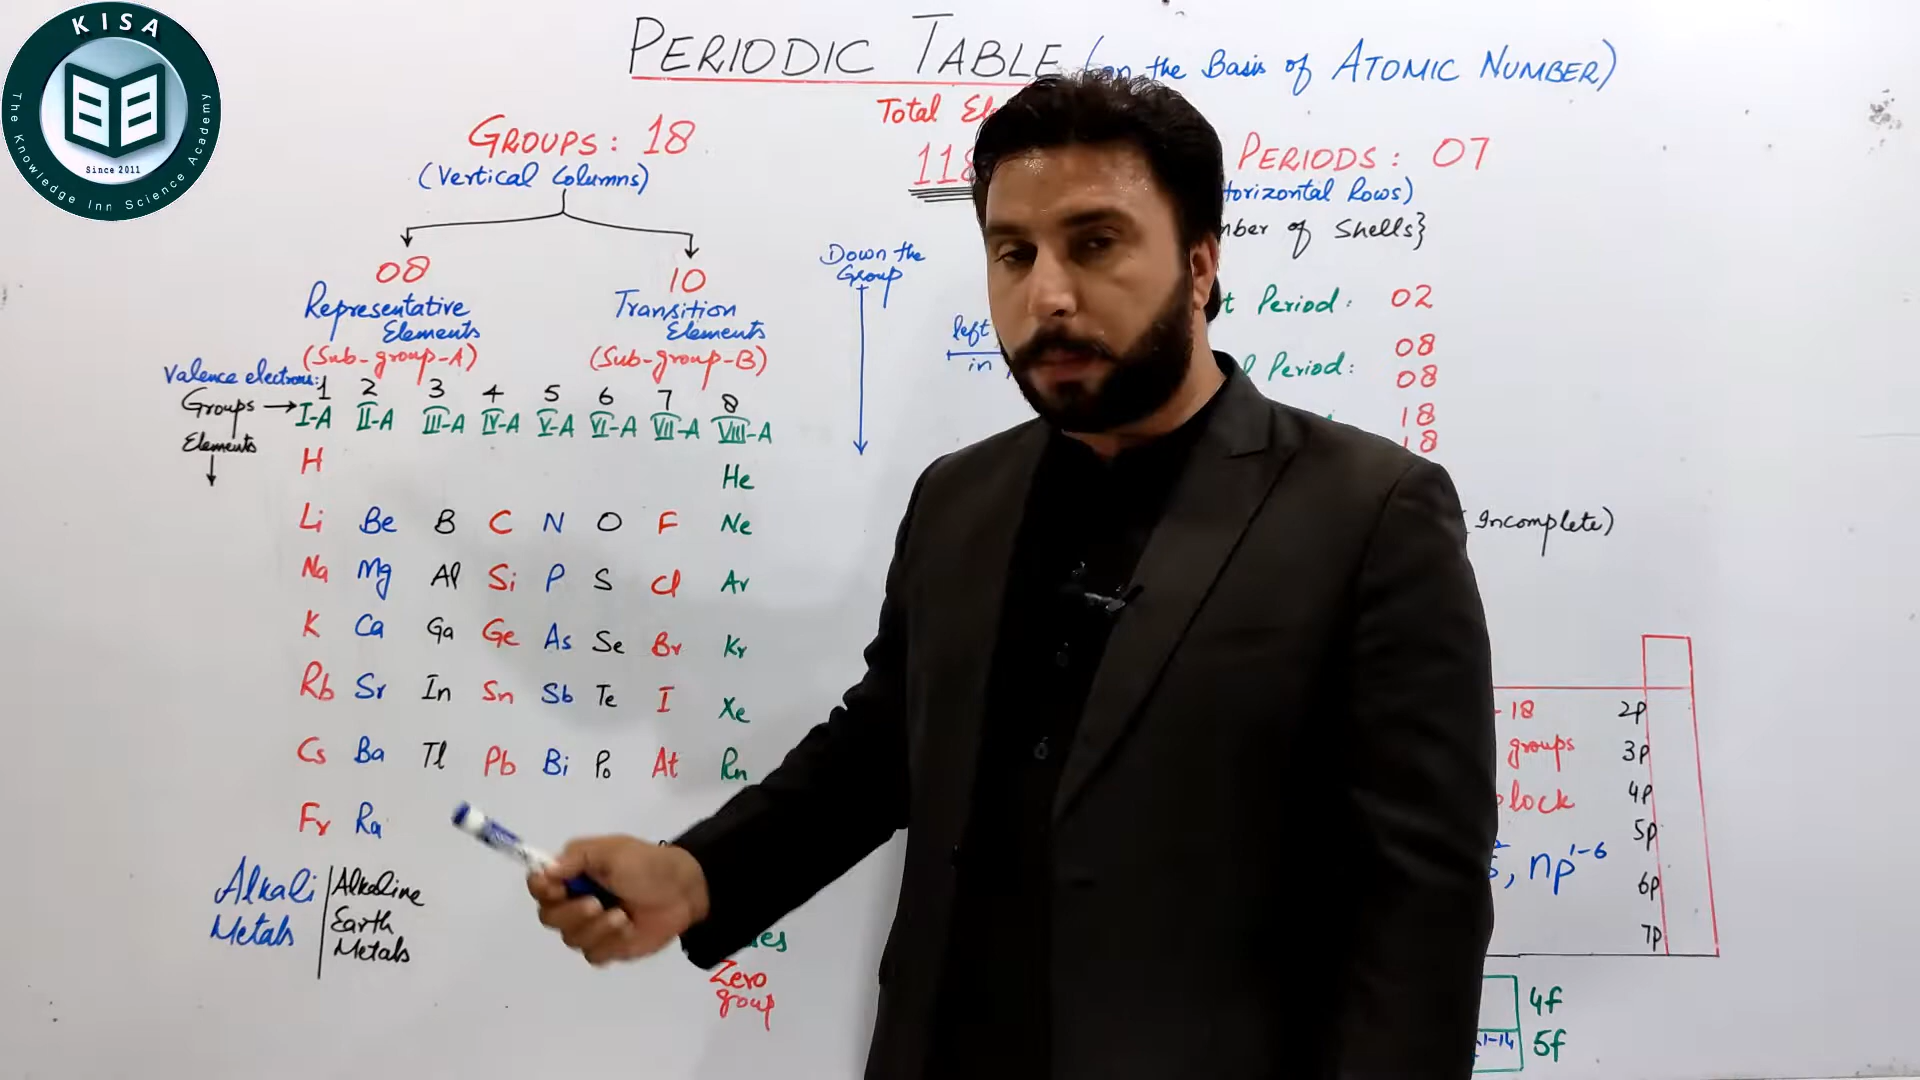 KISA
The Knowledge Inn Science Academy
Since 2011
PERIODIC TABLE (on the Basis of ATOMIC NUMBER)
Total
GROUPS: 18
(Vertical Columns)
118
PERIODS: 07
Horizontal Rows)
of Shells}
08
Representative
Elements
(Sub-group-A)
10
Transition
Elements
(Sub-group-B)
Down the
Group
left
in
Period: 02
08
Period:
08
18
18
Incomplete)
Valence electrons: 1 2 3 4 5 6 7 8
Groups → I-A II-A III-A IV-A V-A VI-A VII-A VIII-A
Elements
H He
Li Be B C N O F Ne
Na Mg Al Si P S Cl Ar
K Ca Ga Ge As Se Br Kr
Rb Sr In Sn Sb Te I Xe
Cs Ba Tl Pb Bi Po At Rn
Fr Ra
Alkali
Metals
Alkaline
Earth
Metals
Zero
group
- 18
groups
block
, np1-6
2p
3p
4p
5p
6p
7p
4f
1-14 5f